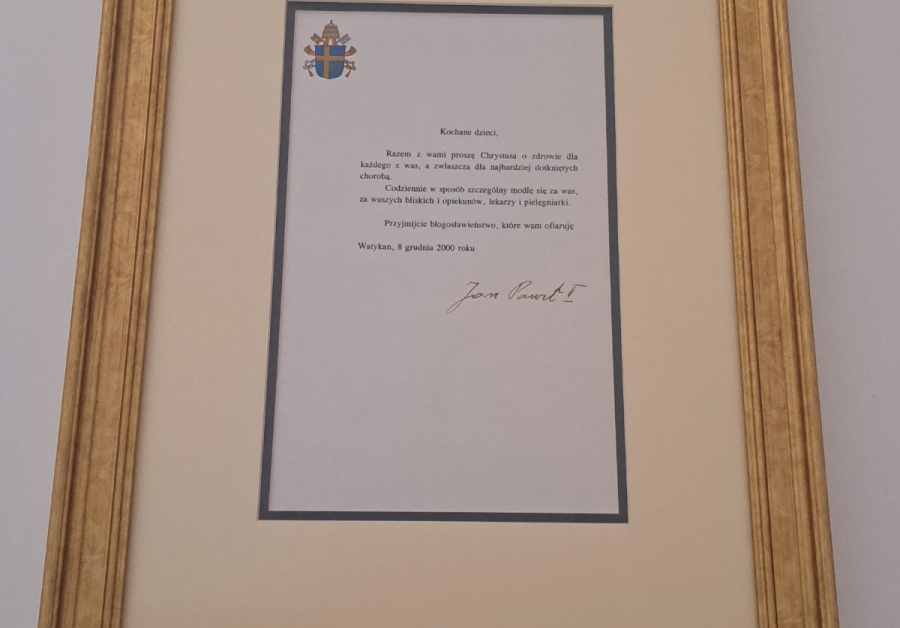 Kochane dzieci,
Razem z wami proszę Chrystusa o zdrowie dla
każdego z was, a zwłaszcza dla najbardziej dotkniętych
chorobą.
Codziennie w sposób szczególny modlę się za was,
za waszych bliskich i opiekunów, lekarzy i pielęgniarki.
Przyjmijcie błogosławieństwo, które wam ofiaruję
Watykan, 8 grudnia 2000 roku
Jan Paweł II